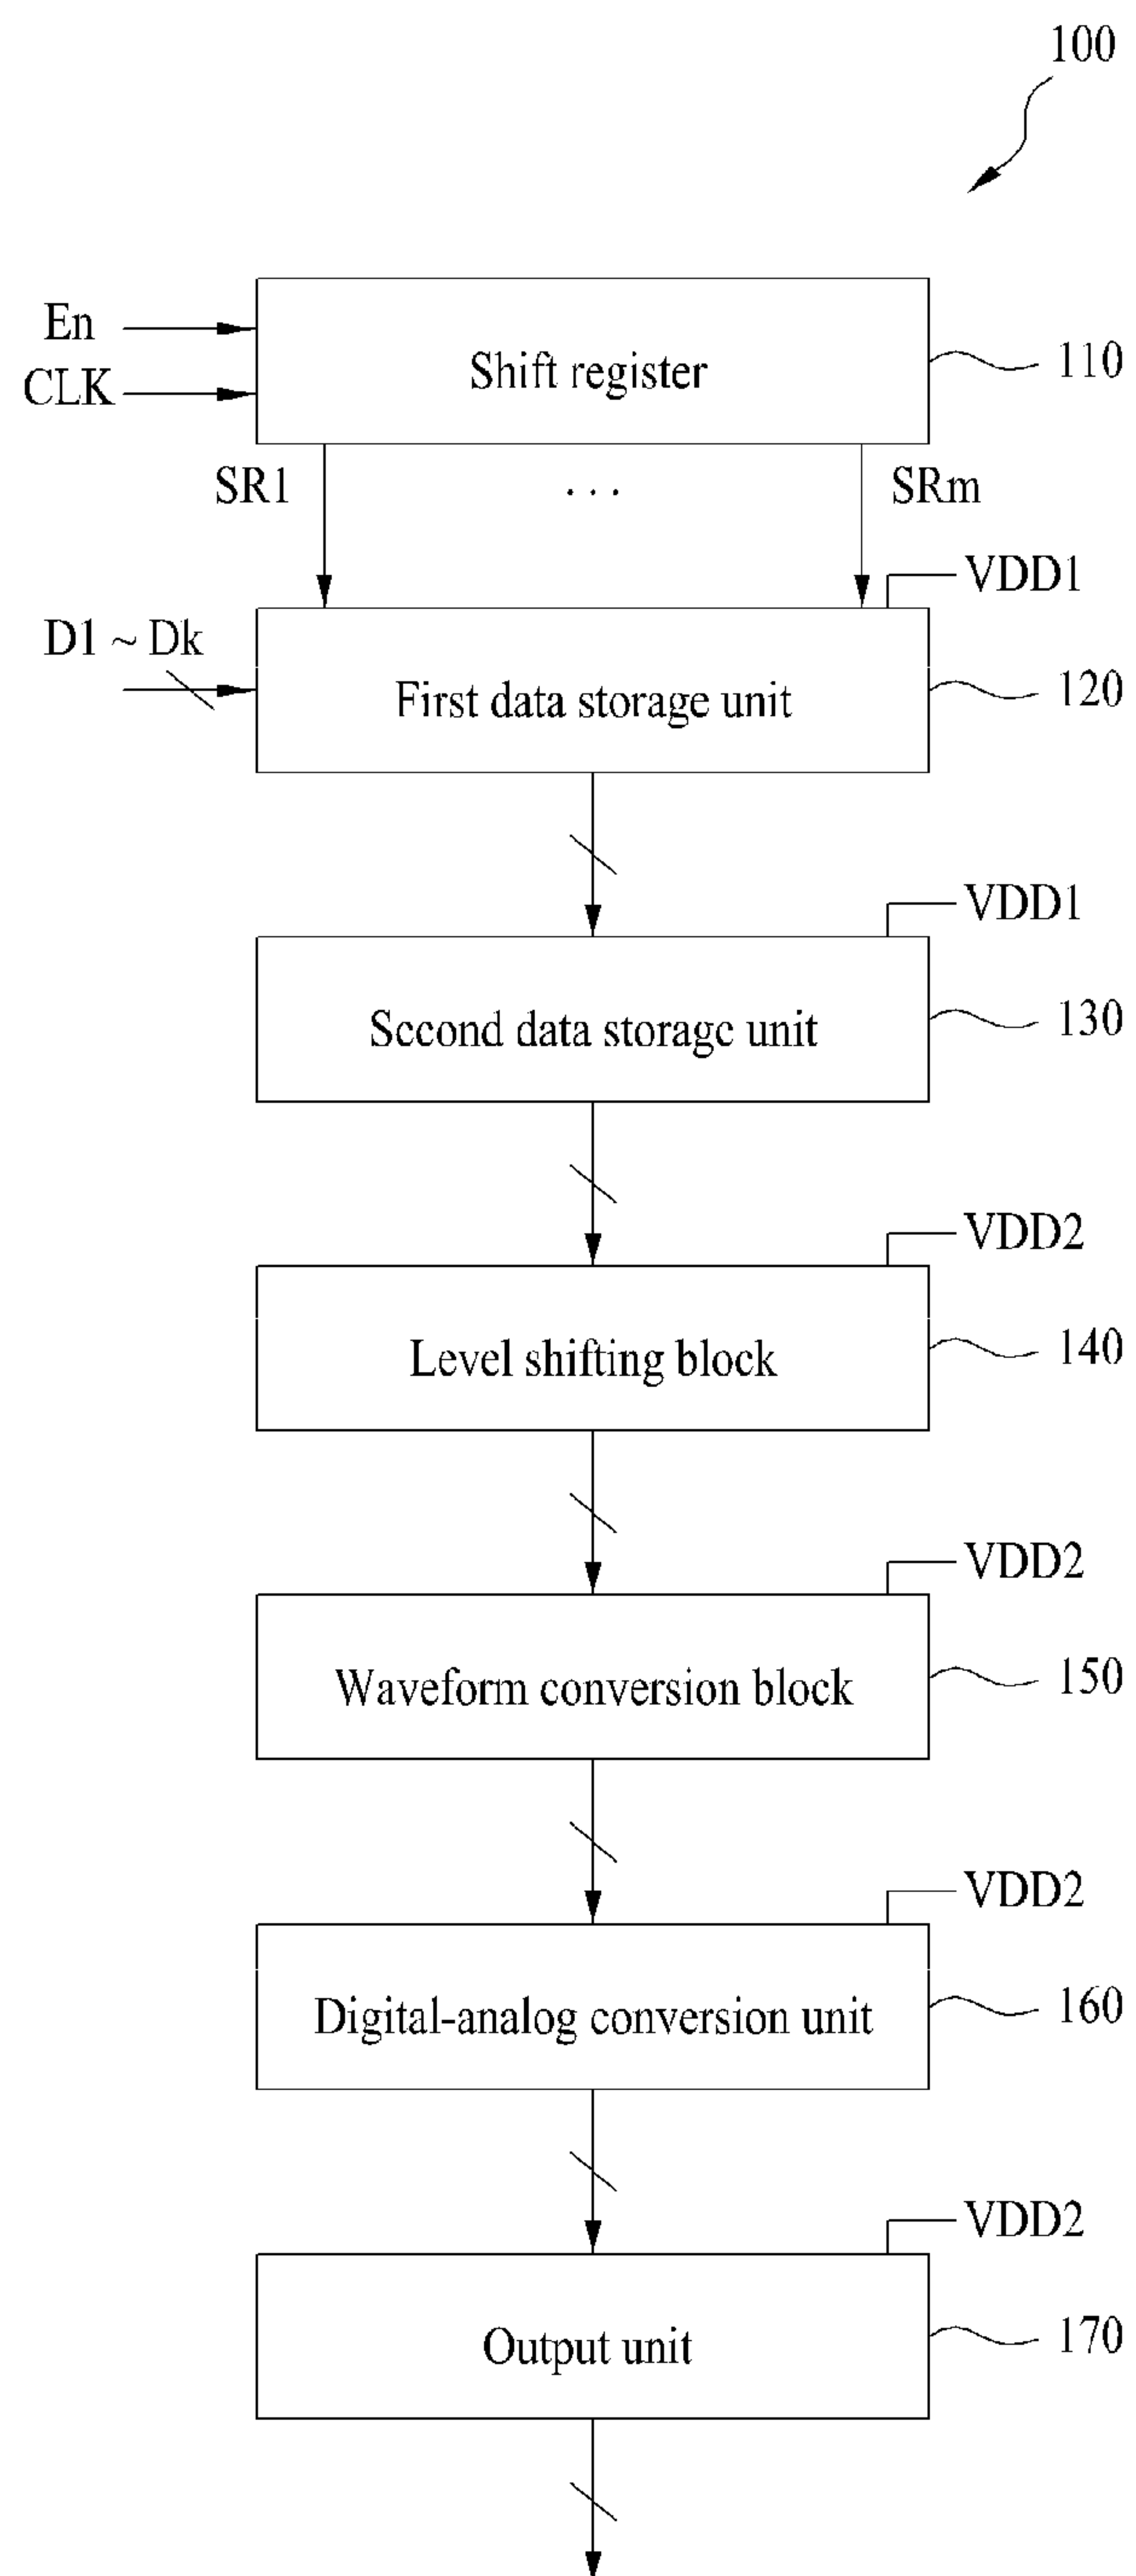 100
En
CLK
Shift register
110
SR1
. . .
SRm
VDD1
D1 ~ Dk
First data storage unit
120
VDD1
Second data storage unit
130
VDD2
Level shifting block
140
VDD2
Waveform conversion block
150
VDD2
Digital-analog conversion unit
160
VDD2
Output unit
170